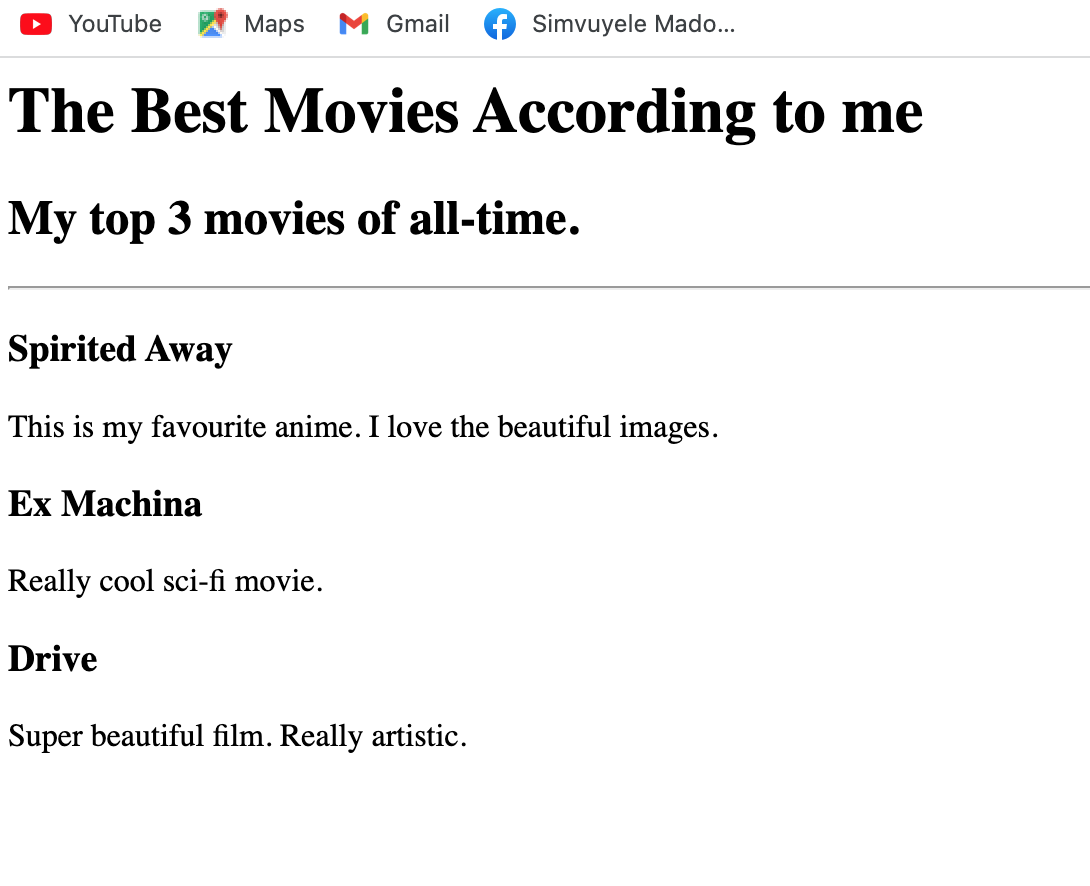 YouTube Maps Gmail Simvuyele Mado...
The Best Movies According to me
My top 3 movies of all-time.
Spirited Away
This is my favourite anime. I love the beautiful images.
Ex Machina
Really cool sci-fi movie.
Drive
Super beautiful film. Really artistic.